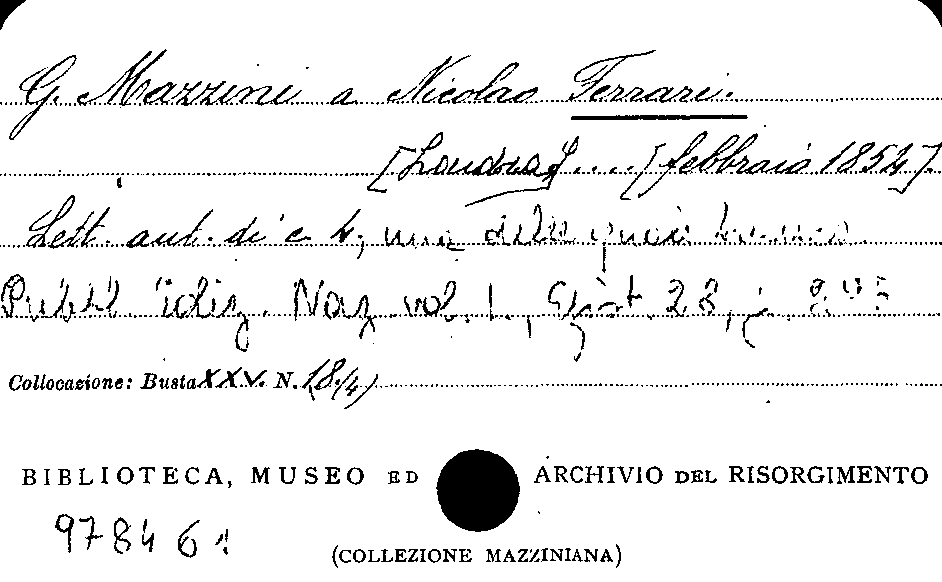 G. Mazzini a Nicolao Ferrari.
[Londra] .... [febbraio 1854].
Lett. aut. di c. 4, una delle quali bianca.
Pubbl. Ediz. Naz. vol. L., Epist. 28, p.
Collocazione: Busta XXV. N. 18/4)
BIBLIOTECA, MUSEO ED ARCHIVIO DEL RISORGIMENTO
97846
(COLLEZIONE MAZZINIANA)